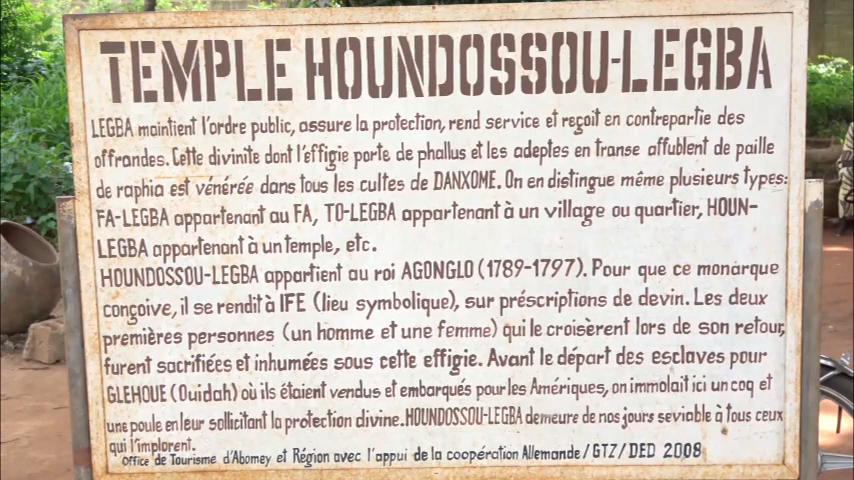 TEMPLE HOUNDOSSOU-LEGBA
LEGBA maintient l'ordre public, assure la protection, rend service et reçoit en contrepartie des
offrandes. Cette divinite dont l'effigie porte de phallus et les adeptes en transe affublent de paille
de raphia est vénérée dans tous les cultes de DANXOME. On en distingue même plusieurs types:
FA-LEGBA appartenant au FA, TO-LEGBA appartenant à un village ou quartier, HOUN-
LEGBA appartenant à un temple, etc.
HOUNDOSSOU-LEGBA appartient au roi AGONGLO (1789-1797). Pour que ce monarque
conçoive, il se rendit à IFE (lieu symbolique), sur préscriptions de devin. Les deux
premières personnes (un homme et une femme) qui le croisèrent lors de son retour,
furent sacrifiées et inhumées sous cette effigie. Avant le départ des esclaves pour
GLEHOUE (Ouidah) où ils étaient vendus et embarqués pour les Amériques, on immolait ici un coq et
une poule en leur sollicitant la protection divine. HOUNDOSSOU-LEGBA demeure de nos jours seviable à tous ceux
qui l'implorent.
Office de Tourisme d'Abomey et Région avec l'appui de la coopération Allemande/GTZ/DED 2008